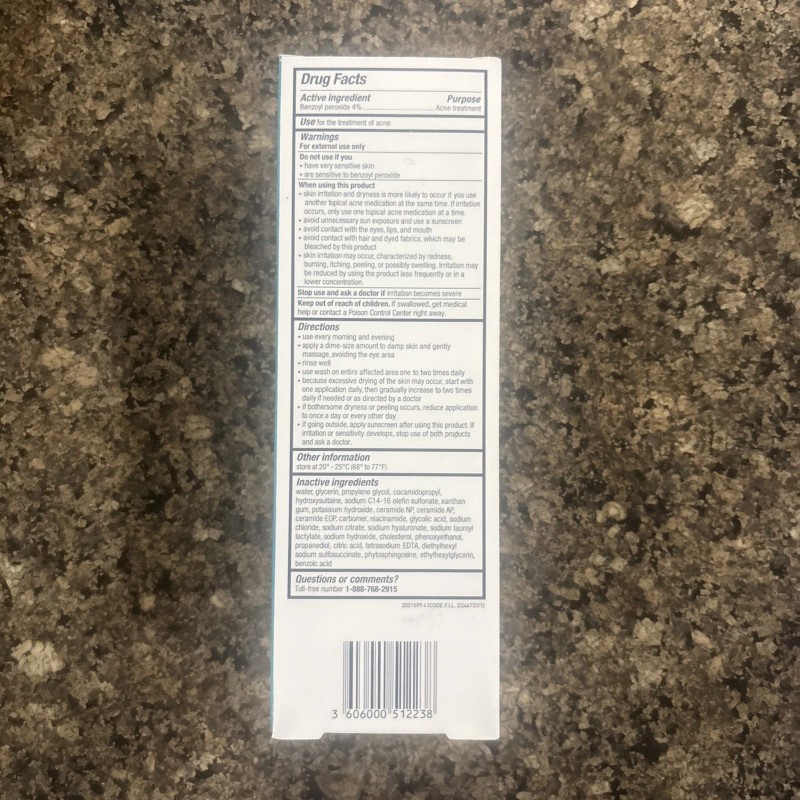 Drug Facts
Active ingredient Purpose
Benzoyl peroxide 4% Acne treatment
Use for the treatment of acne
Warnings
For external use only
Do not use if you
• have very sensitive skin
• are sensitive to benzoyl peroxide
When using this product
• skin irritation and dryness is more likely to occur if you use
another topical acne medication at the same time. If irritation
occurs, only use one topical acne medication at a time.
• avoid unnecessary sun exposure and use a sunscreen
• avoid contact with the eyes, lips, and mouth
• avoid contact with hair and dyed fabrics, which may be
bleached by this product
• skin irritation may occur, characterized by redness,
burning, itching, peeling, or possibly swelling. Irritation may
be reduced by using the product less frequently or in a
lower concentration.
Stop use and ask a doctor if irritation becomes severe
Keep out of reach of children. If swallowed, get medical
help or contact a Poison Control Center right away.
Directions
• use every morning and evening
• apply a dime-size amount to damp skin and gently
massage, avoiding the eye area
• rinse well
• use wash on entire affected area one to two times daily
• because excessive drying of the skin may occur, start with
one application daily, then gradually increase to two times
daily if needed or as directed by a doctor
• if bothersome dryness or peeling occurs, reduce application
to once a day or every other day
• if going outside, apply sunscreen after using this product. If
irritation or sensitivity develops, stop use of both products
and ask a doctor.
Other information
store at 20° - 25°C (68° to 77°F)
Inactive ingredients
water, glycerin, propylene glycol, cocamidopropyl,
hydroxysultaine, sodium C14-16 olefin sulfonate, xanthan
gum, potassium hydroxide, ceramide NP, ceramide AP,
ceramide EOP, carbomer, niacinamide, glycolic acid, sodium
chloride, sodium citrate, sodium hyaluronate, sodium lauroyl
lactylate, sodium hydroxide, cholesterol, phenoxyethanol,
propanediol, citric acid, tetrasodium EDTA, diethylhexyl
sodium sulfosuccinate, phytosphingosine, ethylhexylglycerin,
benzoic acid
Questions or comments?
Toll-free number 1-888-768-2915
(CODE F.I.L.
3 606000 512238